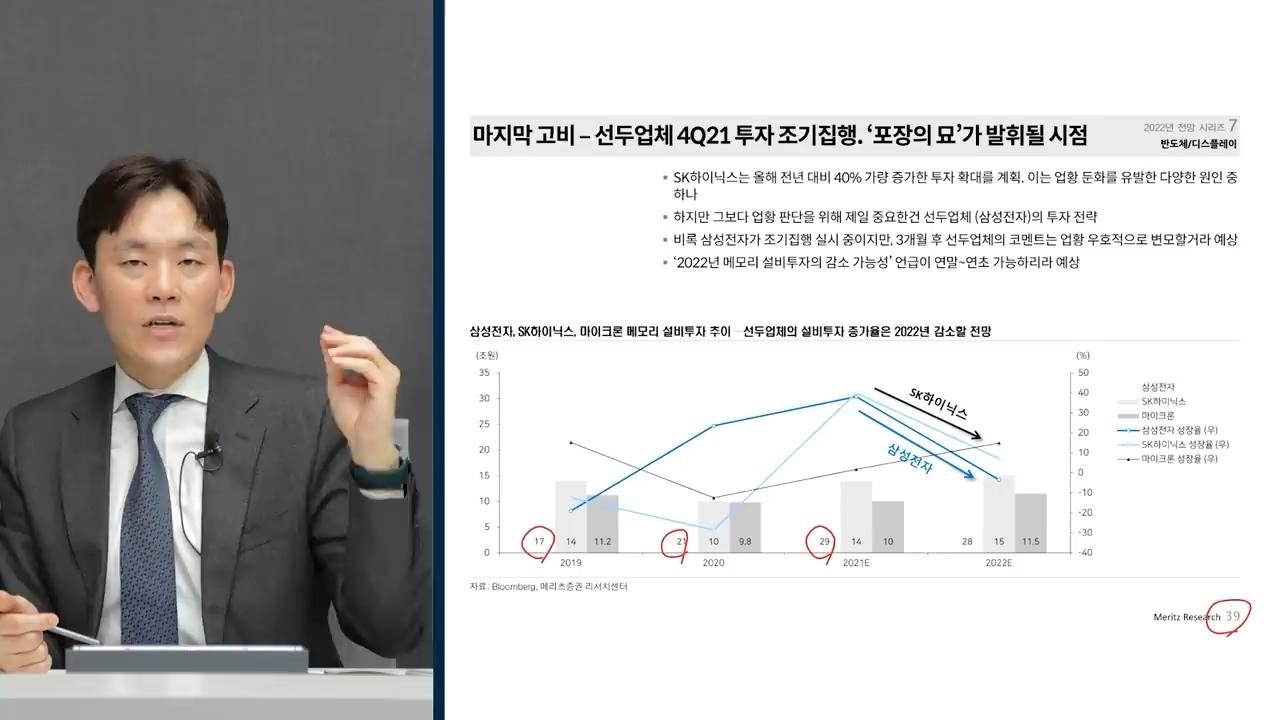 마지막 고비 – 선두업체 4Q21 투자 조기집행. ‘포장의 묘’가 발휘될 시점
2022년 전망 시리즈 7
반도체/디스플레이
▪ SK하이닉스는 올해 전년 대비 40% 가량 증가한 투자 확대를 계획. 이는 업황 둔화를 유발한 다양한 원인 중
하나
▪ 하지만 그보다 업황 판단을 위해 제일 중요한건 선두업체 (삼성전자)의 투자 전략
▪ 비록 삼성전자가 조기집행 실시 중이지만, 3개월 후 선두업체의 코멘트는 업황 우호적으로 변모할거라 예상
▪ ‘2022년 메모리 설비투자의 감소 가능성’ 언급이 연말~연초 가능하리라 예상
삼성전자, SK하이닉스, 마이크론 메모리 설비투자 추이 – 선두업체의 설비투자 증가율은 2022년 감소할 전망
(조원)
(%)
35
30
25
20
15
10
5
0
50
40
30
20
10
0
-10
-20
-30
-40
SK하이닉스
삼성전자
17 14 11.2
21 10 9.8
29 14 10
28 15 11.5
2019 2020 2021E 2022E
삼성전자
SK하이닉스
마이크론
삼성전자 성장율 (우)
SK하이닉스 성장율 (우)
마이크론 성장율 (우)
자료: Bloomberg, 메리츠증권 리서치센터
Meritz Research 39